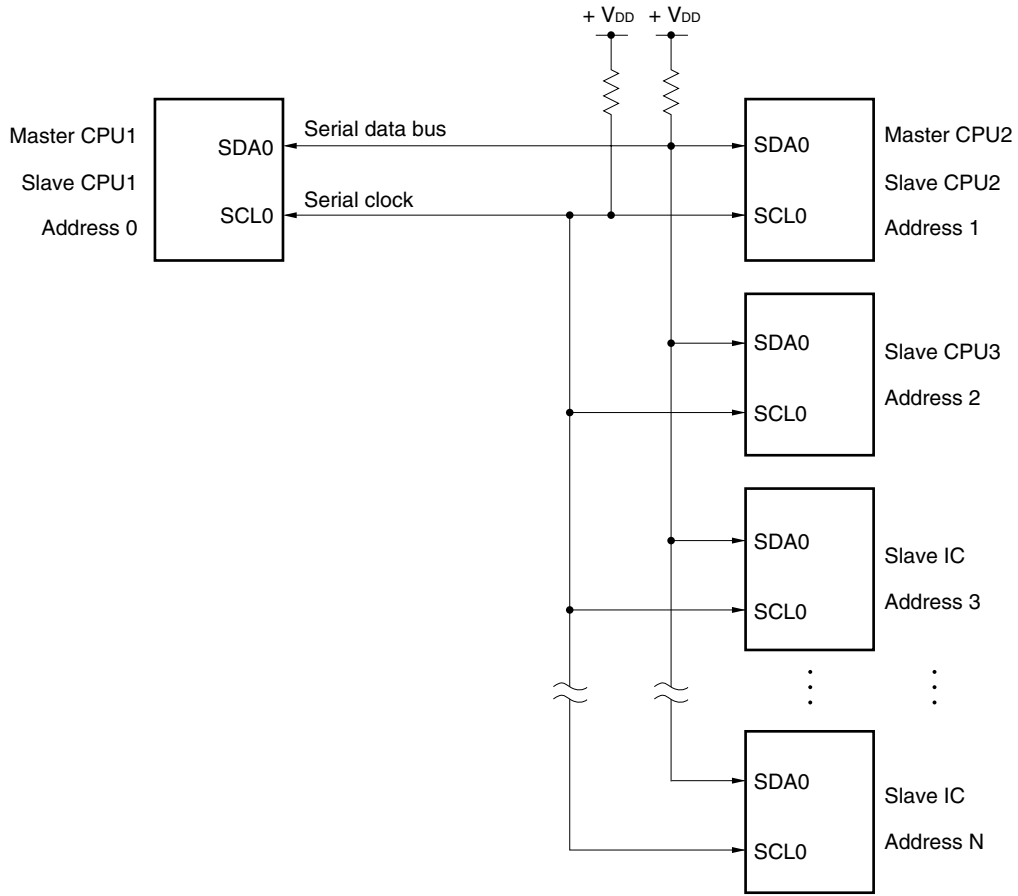 + VDD + VDD
Master CPU1
Slave CPU1
Address 0
SDA0
SCL0
Serial data bus
Serial clock
SDA0
SCL0
Master CPU2
Slave CPU2
Address 1
SDA0
SCL0
Slave CPU3
Address 2
SDA0
SCL0
Slave IC
Address 3
SDA0
SCL0
Slave IC
Address N